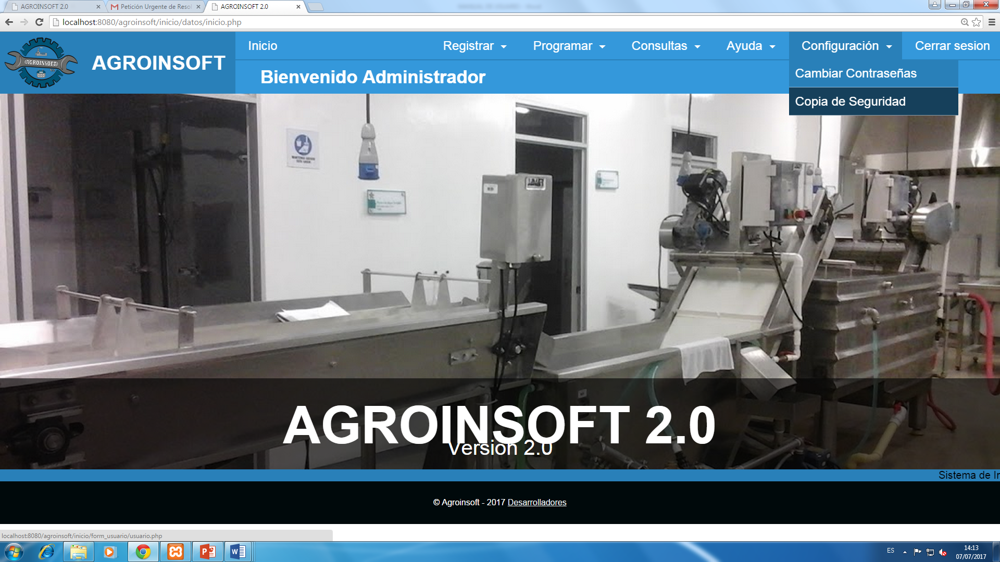 AGROINSOFT 2.0
Petición Urgente de Resol
AGROINSOFT 2.0
localhost:8080/agroinsoft/inicio/datos/inicio.php
AGROINSOFT
AGROINSOFT
Inicio
Registrar
Programar
Consultas
Ayuda
Configuración
Cerrar sesion
Bienvenido Administrador
Cambiar Contraseñas
Copia de Seguridad
AGROINSOFT 2.0
Version 2.0
Sistema de In
© Agroinsoft - 2017 Desarrolladores
localhost:8080/agroinsoft/inicio/form_usuario/usuario.php
ES
14:13
07/07/2017